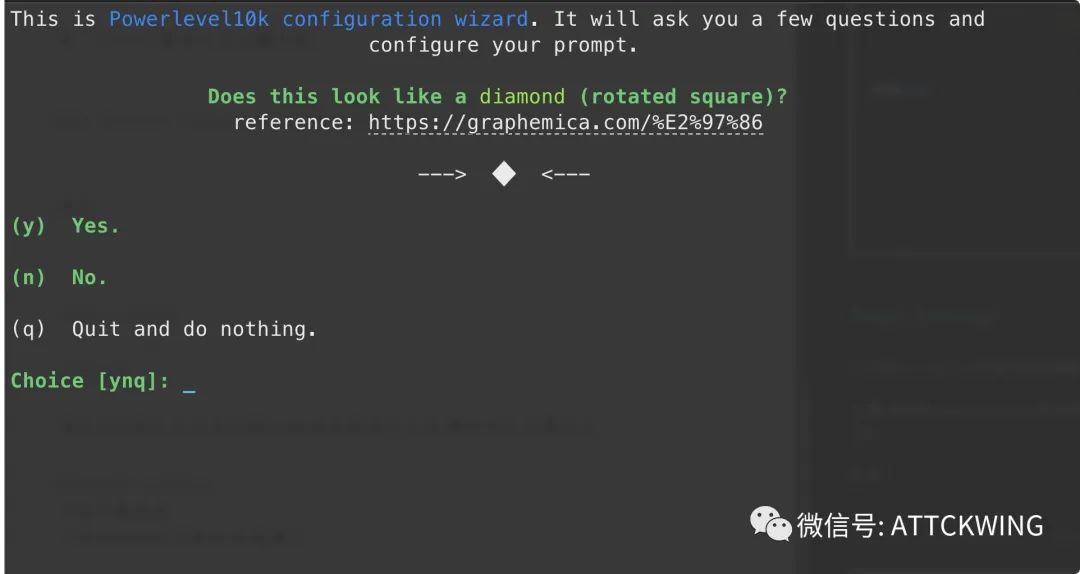 This is Powerlevel10k configuration wizard. It will ask you a few questions and
configure your prompt.
Does this look like a diamond (rotated square)?
reference: https://graphemica.com/%E2%97%86
---> ◆ <---
(y) Yes.
(n) No.
(q) Quit and do nothing.
Choice [ynq]: _
微信号: ATTCKWING